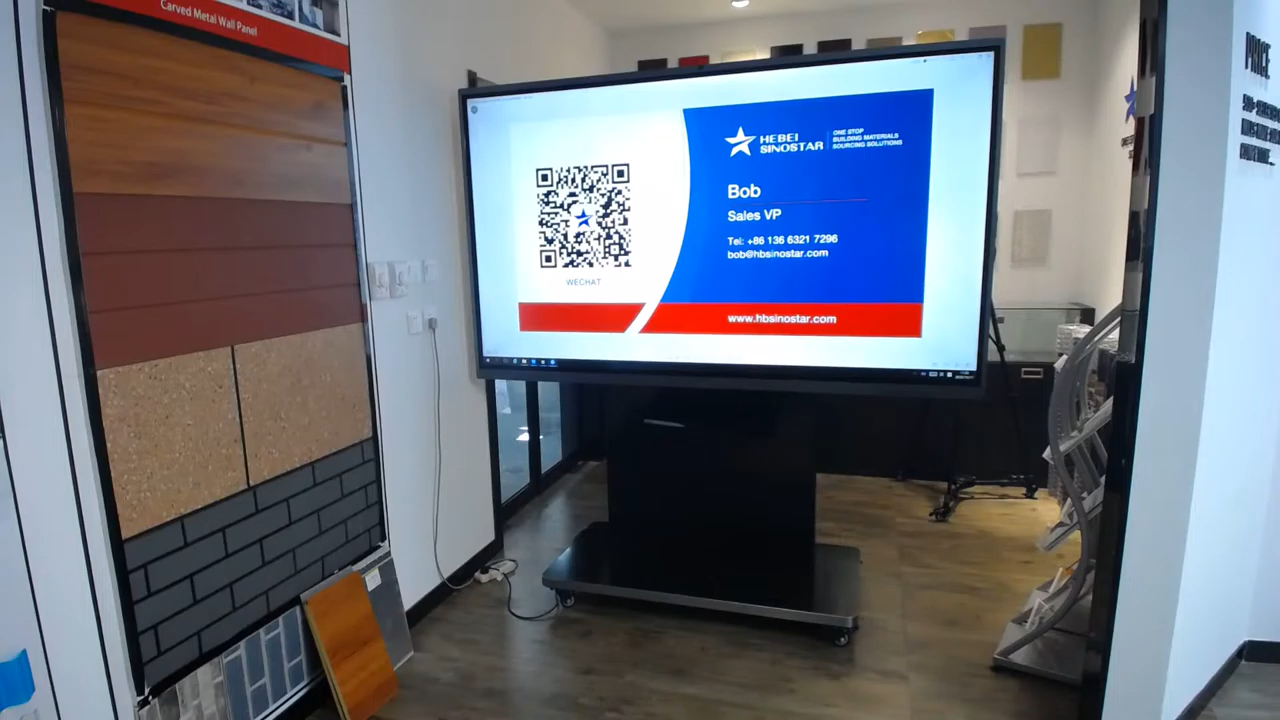 Carved Metal Wall Panel
HEBEI
SINOSTAR
ONE STOP
BUILDING MATERIALS
SOURCING SOLUTIONS
Bob
Sales VP
Tel: +86 136 6321 7296
bob@hbsinostar.com
WECHAT
www.hbsinostar.com
PRICE